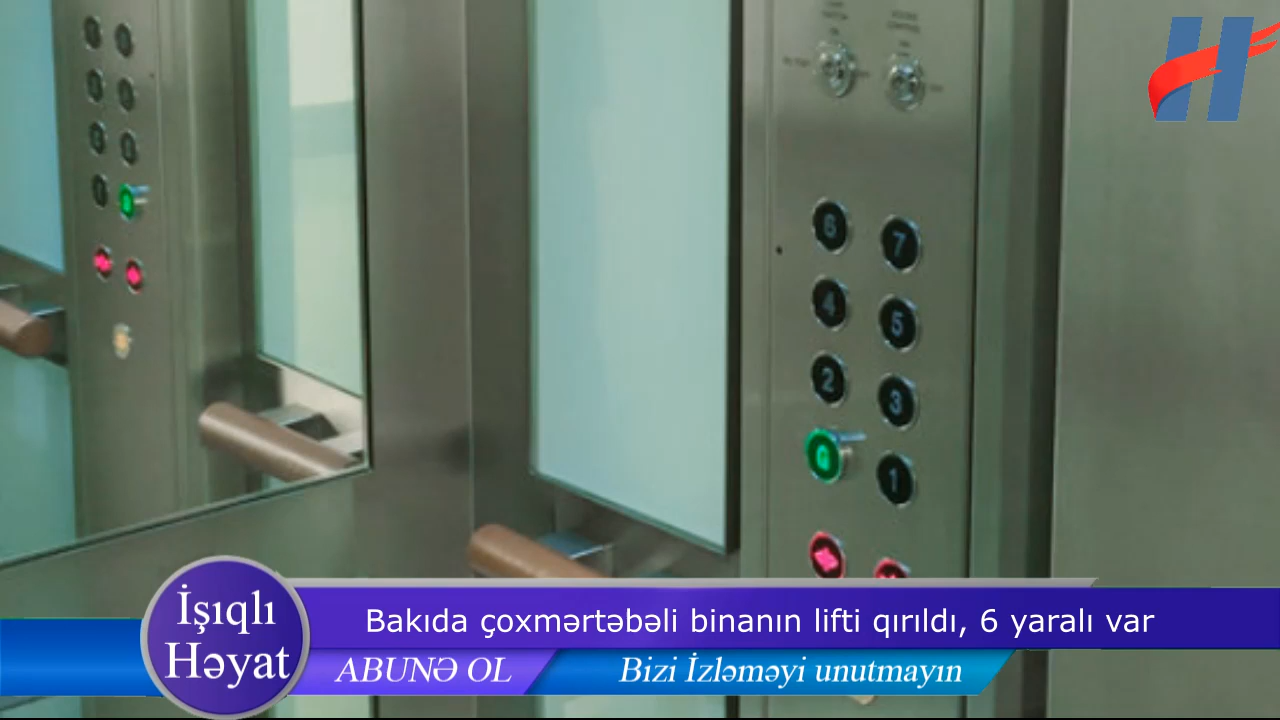 6 7
4 5
2 3
G 1
İşıqlı
Həyat
Bakıda çoxmərtəbəli binanın lifti qırıldı, 6 yaralı var
ABUNƏ OL
Bizi İzləməyi unutmayın
H